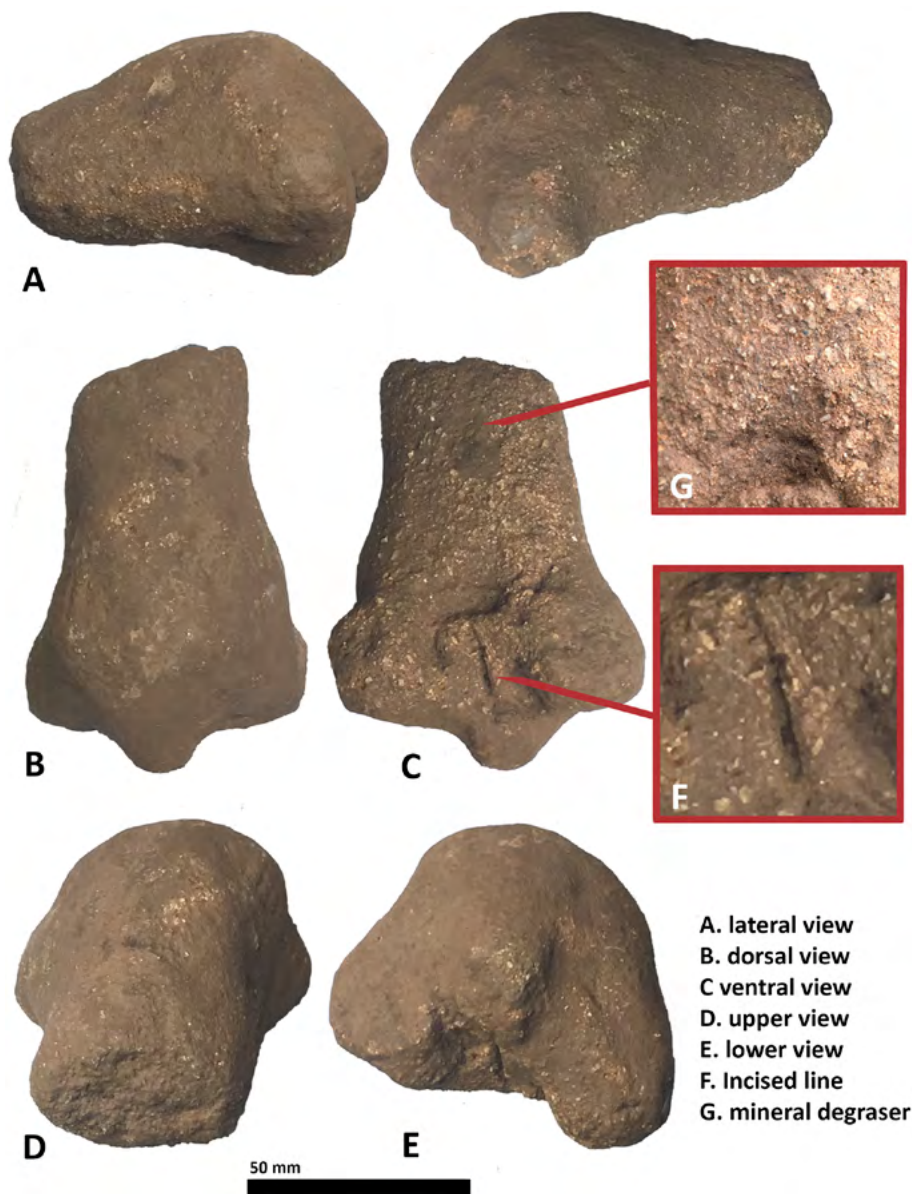 A
G
B
C
F
A. lateral view
B. dorsal view
C ventral view
D. upper view
E. lower view
F. Incised line
G. mineral degraser
D
E
50 mm